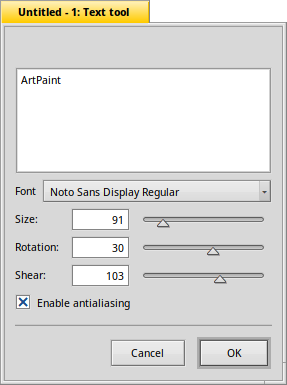 Untitled - 1: Text tool
ArtPaint
Font Noto Sans Display Regular
Size: 91
Rotation: 30
Shear: 103
Enable antialiasing
Cancel OK